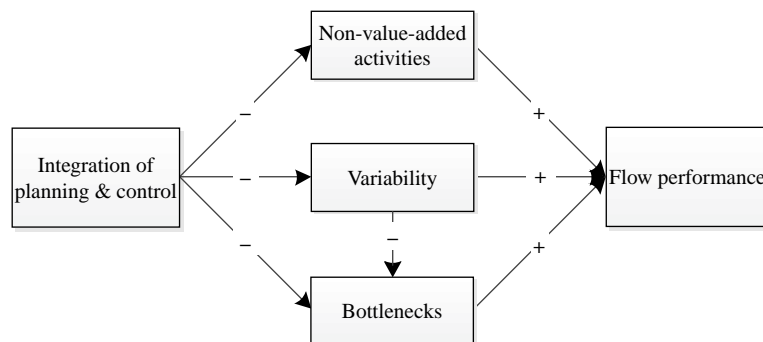 Non-value-added
activities
–
+
Integration of
planning & control
–
Variability
+
Flow performance
–
–
+
Bottlenecks